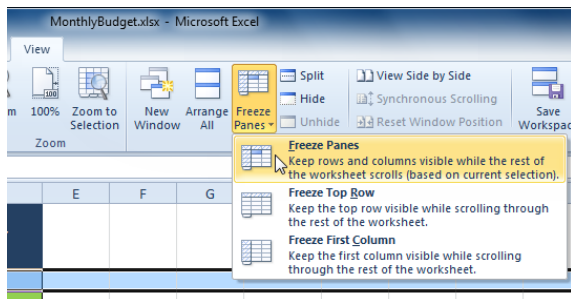 MonthlyBudget.xlsx - Microsoft Excel
View
m 100% Zoom to Selection New Window Arrange All Freeze Panes Split Hide Unhide View Side by Side Synchronous Scrolling Reset Window Position Save Workspac
Zoom
Freeze Panes
Keep rows and columns visible while the rest of
the worksheet scrolls (based on current selection).
Freeze Top Row
Keep the top row visible while scrolling through
the rest of the worksheet.
Freeze First Column
Keep the first column visible while scrolling
through the rest of the worksheet.
E F G